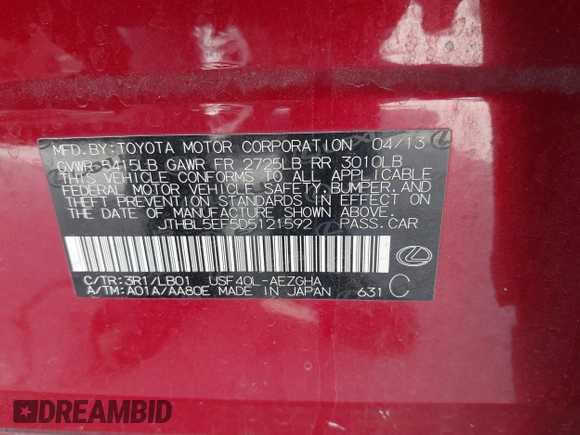 MFD.BY:TOYOTA MOTOR CORPORATION 04/13
GVWR 5415LB GAWR FR 2725LB RR 3010LB
THIS VEHICLE CONFORMS TO ALL APPLICABLE
FEDERAL MOTOR VEHICLE SAFETY, BUMPER, AND
THEFT PREVENTION STANDARDS IN EFFECT ON
THE DATE OF MANUFACTURE SHOWN ABOVE.
JTHBL5EF5D5121592 PASS.CAR
C/TR:3R1/LB01 USF40L-AEZGHA
A/TM:A01A/AA80E MADE IN JAPAN 631 C
DREAMBID